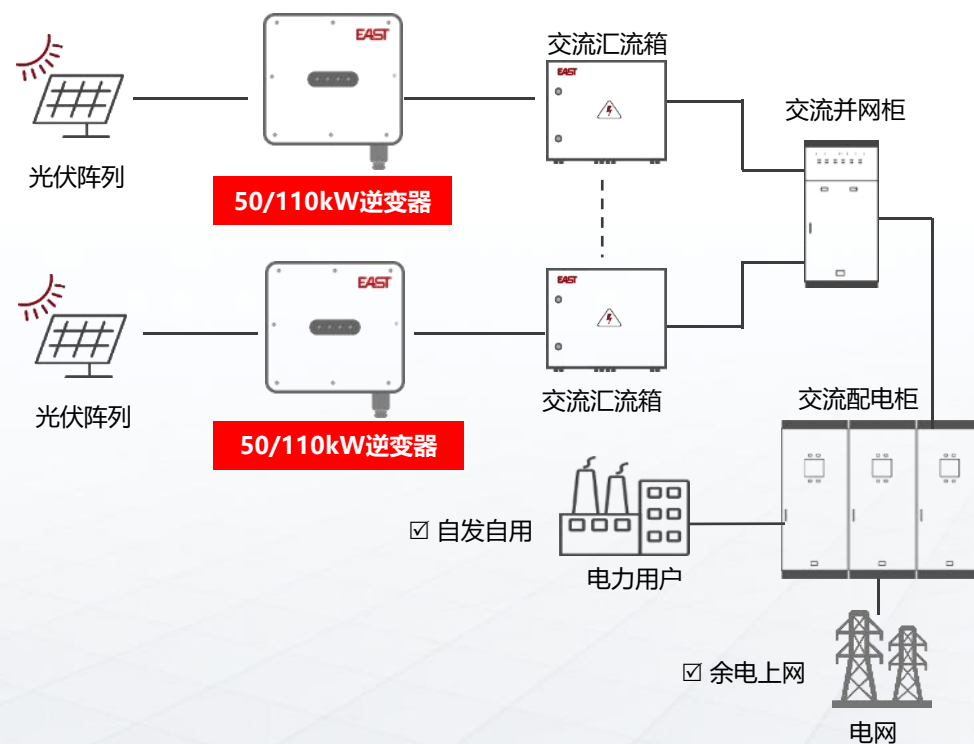 EAST
交流汇流箱
EAST
交流并网柜
光伏阵列
50/110kW逆变器
EAST
EAST
光伏阵列
50/110kW逆变器
交流汇流箱
交流配电柜
☑ 自发自用
电力用户
☑ 余电上网
电网